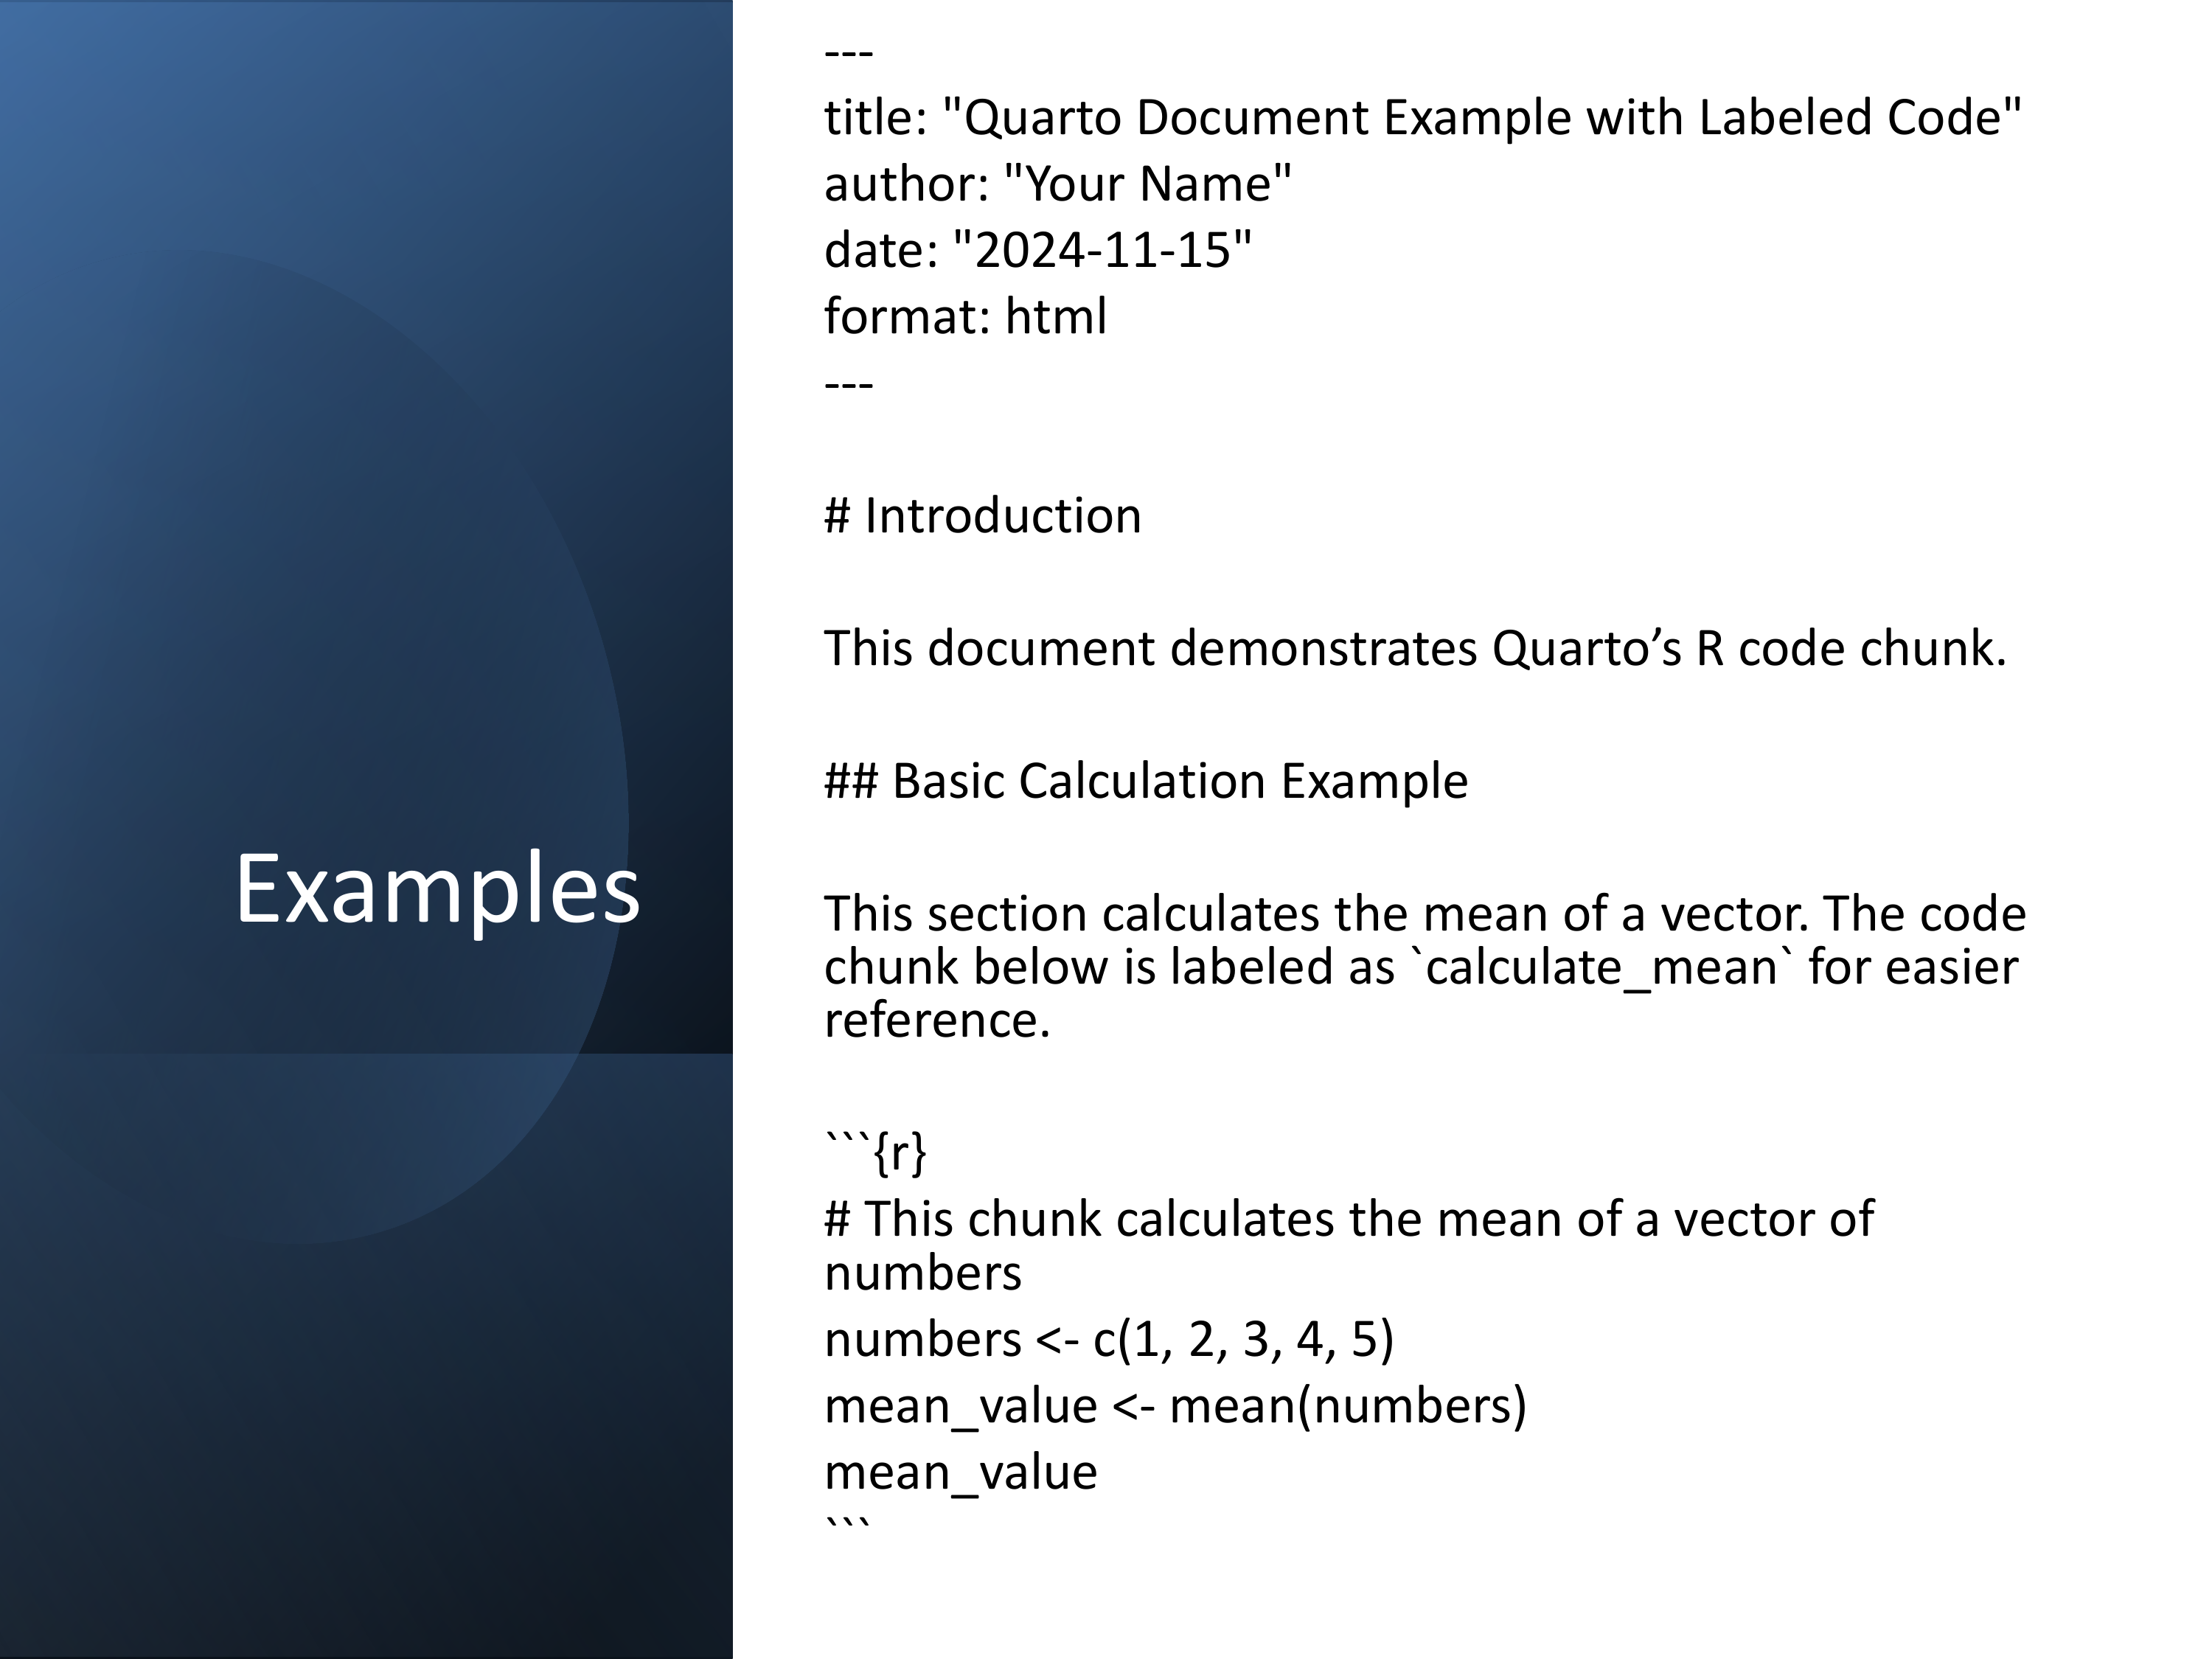 Examples
---
title: "Quarto Document Example with Labeled Code"
author: "Your Name"
date: "2024-11-15"
format: html
---
# Introduction
This document demonstrates Quarto’s R code chunk.
## Basic Calculation Example
This section calculates the mean of a vector. The code
chunk below is labeled as `calculate_mean` for easier
reference.
```{r}
# This chunk calculates the mean of a vector of
numbers
numbers <- c(1, 2, 3, 4, 5)
mean_value <- mean(numbers)
mean_value
```